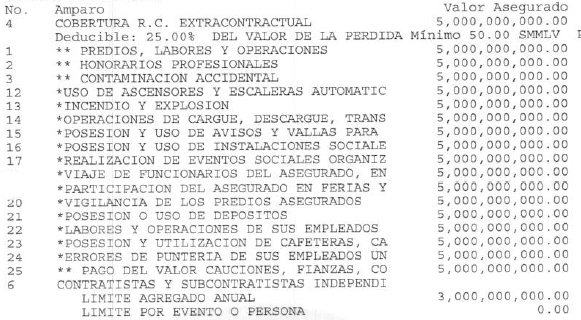 No. Amparo Valor Asegurado
4 COBERTURA R.C. EXTRACONTRACTUAL 5,000,000,000.00
Deducible: 25.00% DEL VALOR DE LA PERDIDA Mínimo 50.00 SMMLV
1 ** PREDIOS, LABORES Y OPERACIONES 5,000,000,000.00
2 ** HONORARIOS PROFESIONALES 5,000,000,000.00
3 ** CONTAMINACION ACCIDENTAL 5,000,000,000.00
12 *USO DE ASCENSORES Y ESCALERAS AUTOMATIC 5,000,000,000.00
13 *INCENDIO Y EXPLOSION 5,000,000,000.00
14 *OPERACIONES DE CARGUE, DESCARGUE, TRANS 5,000,000,000.00
15 *POSESION Y USO DE AVISOS Y VALLAS PARA 5,000,000,000.00
16 *POSESION Y USO DE INSTALACIONES SOCIALE 5,000,000,000.00
17 *REALIZACION DE EVENTOS SOCIALES ORGANIZ 5,000,000,000.00
*VIAJE DE FUNCIONARIOS DEL ASEGURADO, EN 5,000,000,000.00
*PARTICIPACION DEL ASEGURADO EN FERIAS Y 5,000,000,000.00
20 *VIGILANCIA DE LOS PREDIOS ASEGURADOS 5,000,000,000.00
21 *POSESION O USO DE DEPOSITOS 5,000,000,000.00
22 *LABORES Y OPERACIONES DE SUS EMPLEADOS 5,000,000,000.00
23 *POSESION Y UTILIZACION DE CAFETERAS, CA 5,000,000,000.00
24 *ERRORES DE PUNTERIA DE SUS EMPLEADOS UN 5,000,000,000.00
25 ** PAGO DEL VALOR CAUCIONES, FIANZAS, CO 5,000,000,000.00
6 CONTRATISTAS Y SUBCONTRATISTAS INDEPENDI
LIMITE AGREGADO ANUAL 3,000,000,000.00
LIMITE POR EVENTO O PERSONA 0.00